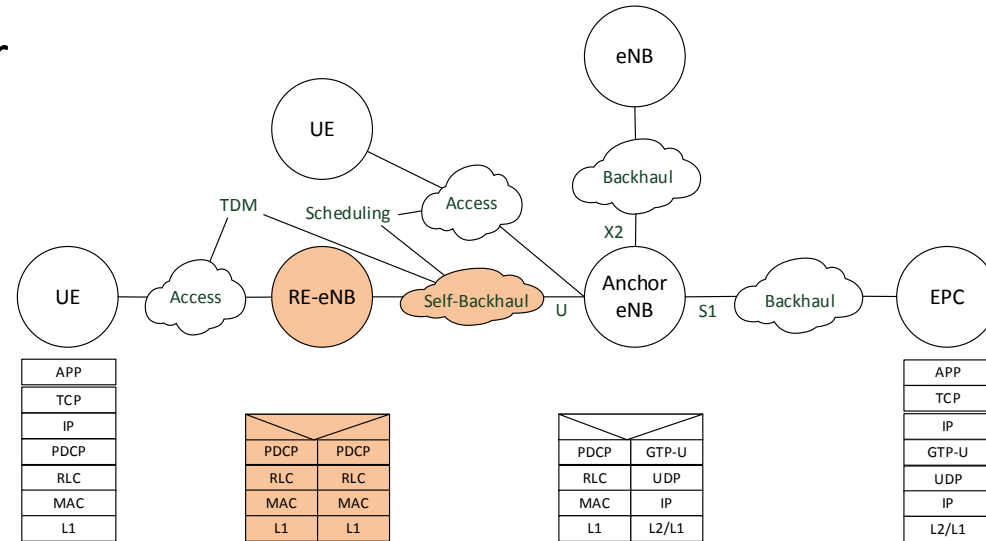 r
eNB
UE
Backhaul
TDM
Scheduling
Access
X2
UE
Access
RE-eNB
Self-Backhaul
U
Anchor
eNB
S1
Backhaul
EPC
APP
TCP
IP
PDCP
RLC
MAC
L1
PDCP PDCP
RLC RLC
MAC MAC
L1 L1
PDCP GTP-U
RLC UDP
MAC IP
L1 L2/L1
APP
TCP
IP
GTP-U
UDP
IP
L2/L1